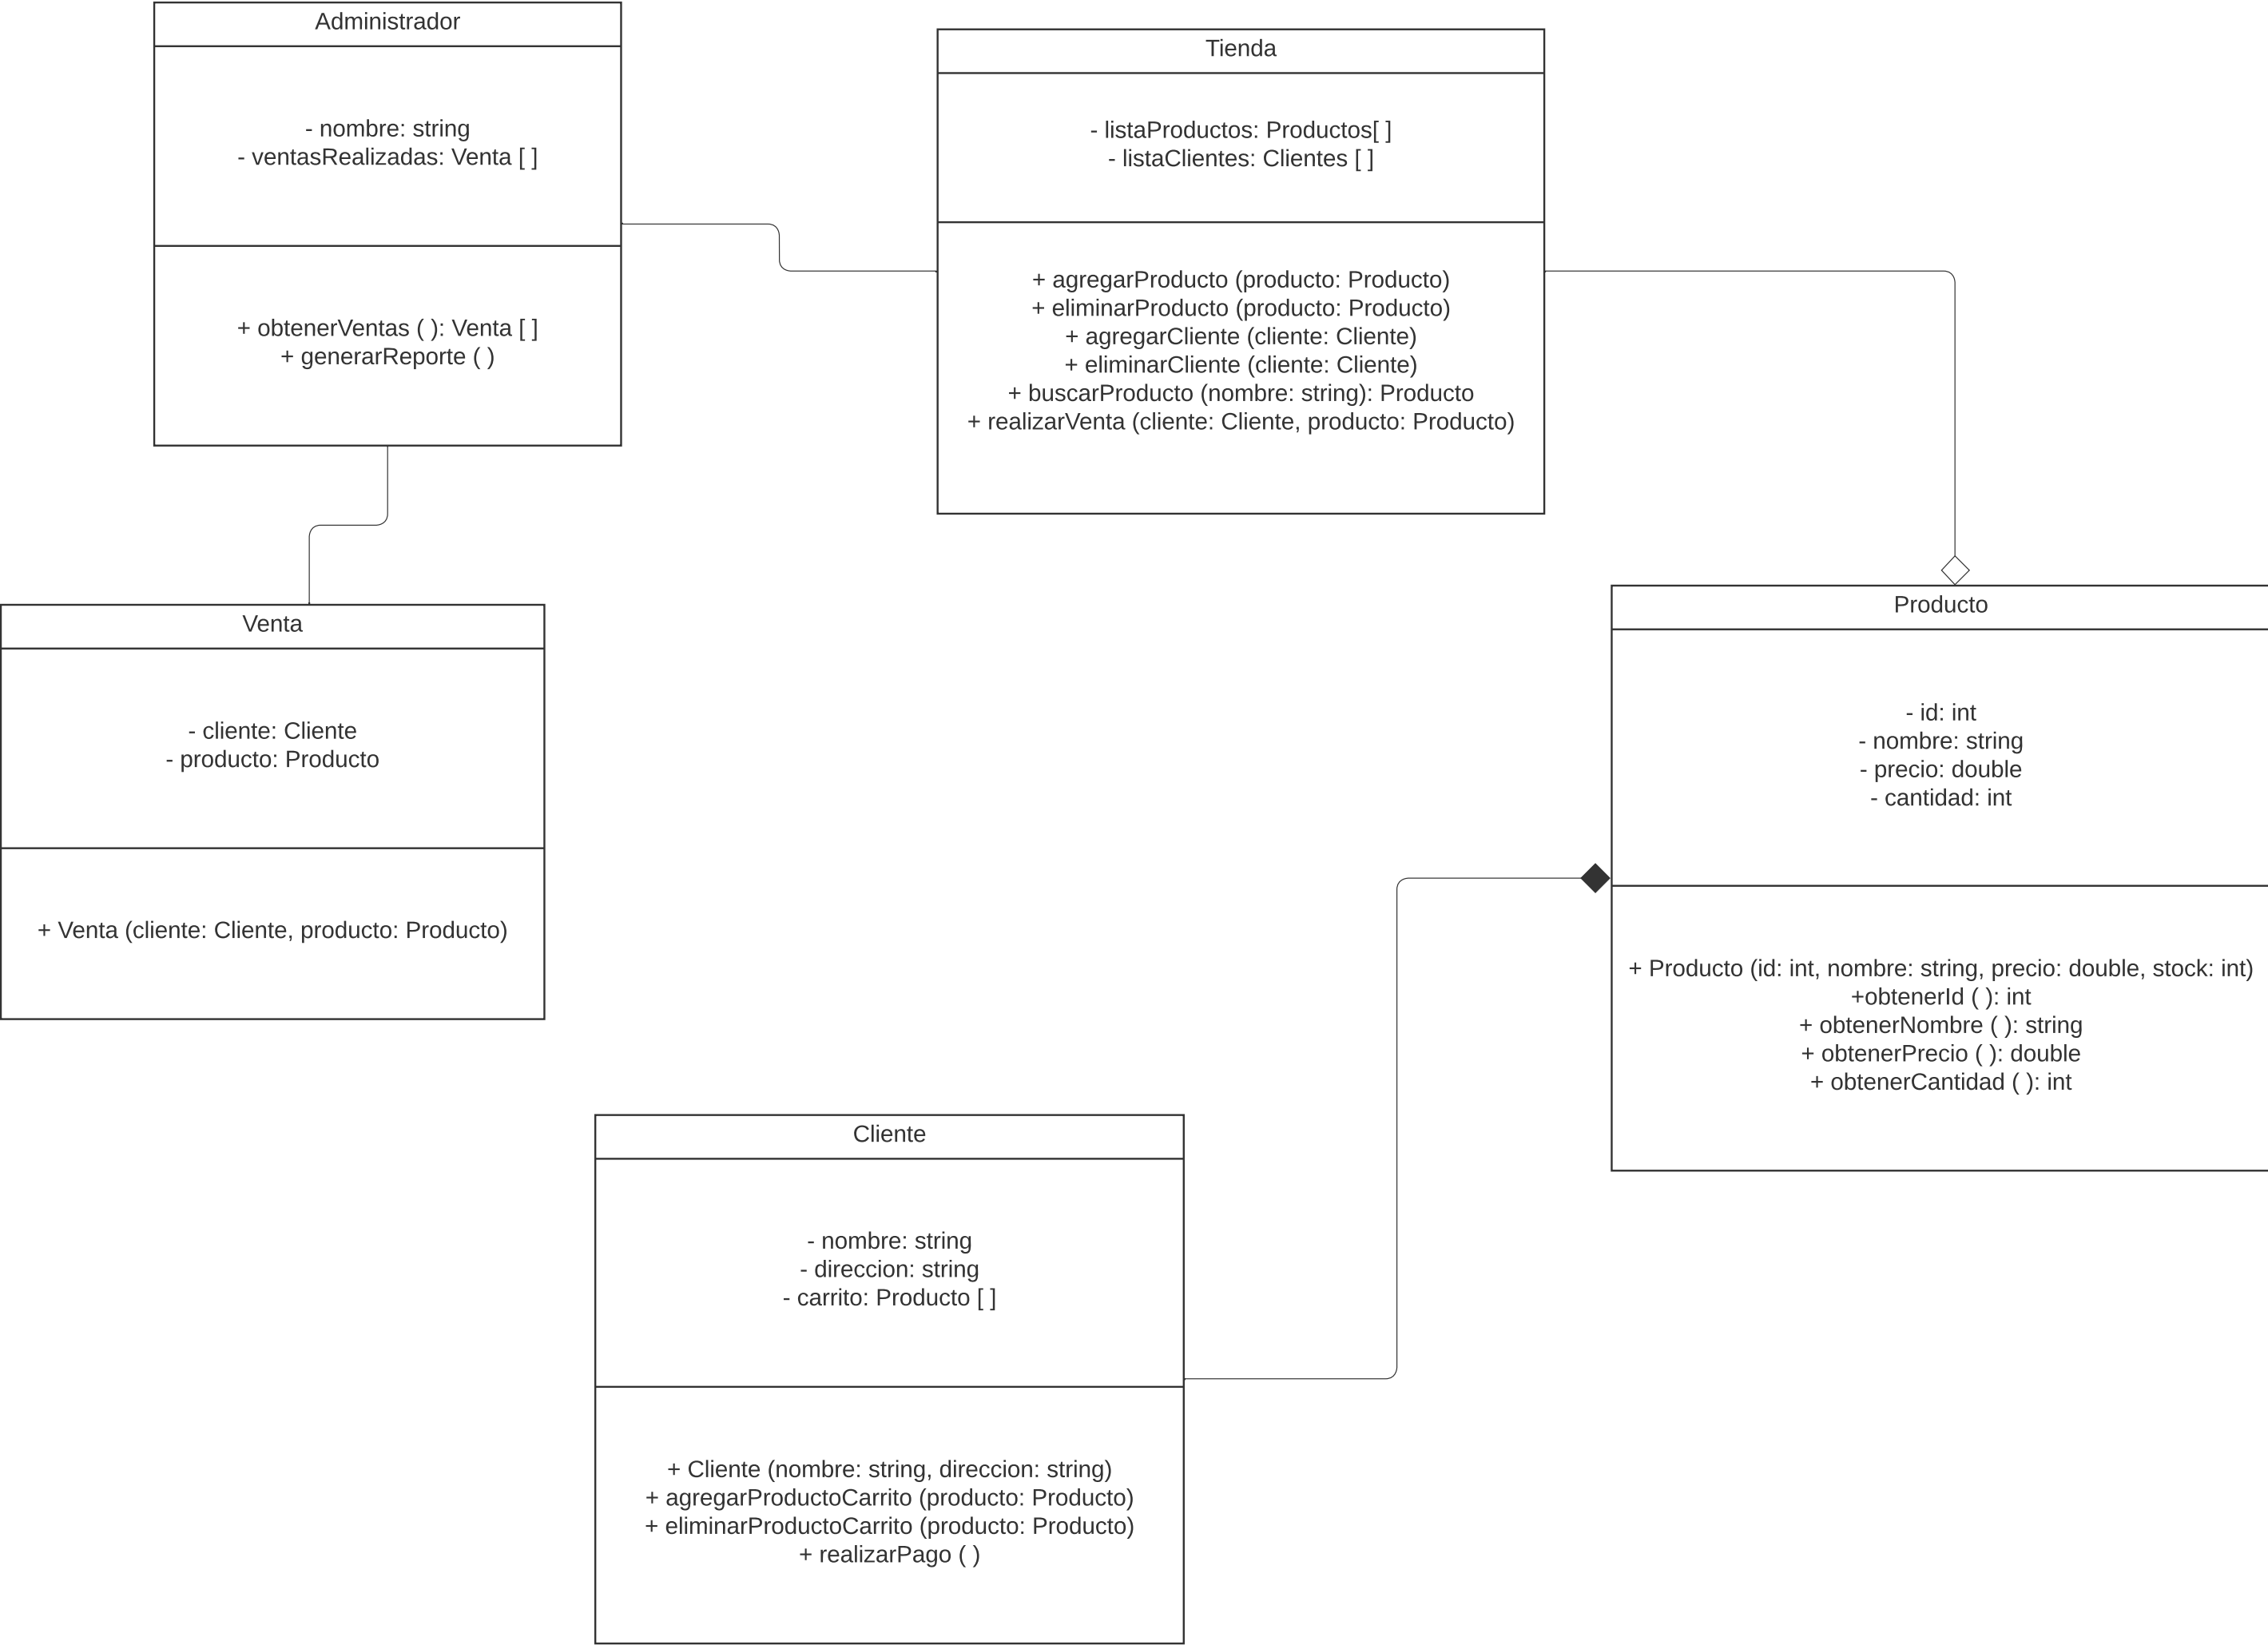 Administrador
- nombre: string
- ventasRealizadas: Venta [ ]
+ obtenerVentas ( ): Venta [ ]
+ generarReporte ( )
Tienda
- listaProductos: Productos[ ]
- listaClientes: Clientes [ ]
+ agregarProducto (producto: Producto)
+ eliminarProducto (producto: Producto)
+ agregarCliente (cliente: Cliente)
+ eliminarCliente (cliente: Cliente)
+ buscarProducto (nombre: string): Producto
+ realizarVenta (cliente: Cliente, producto: Producto)
Venta
- cliente: Cliente
- producto: Producto
+ Venta (cliente: Cliente, producto: Producto)
Producto
- id: int
- nombre: string
- precio: double
- cantidad: int
+ Producto (id: int, nombre: string, precio: double, stock: int)
+obtenerId ( ): int
+ obtenerNombre ( ): string
+ obtenerPrecio ( ): double
+ obtenerCantidad ( ): int
Cliente
- nombre: string
- direccion: string
- carrito: Producto [ ]
+ Cliente (nombre: string, direccion: string)
+ agregarProductoCarrito (producto: Producto)
+ eliminarProductoCarrito (producto: Producto)
+ realizarPago ( )